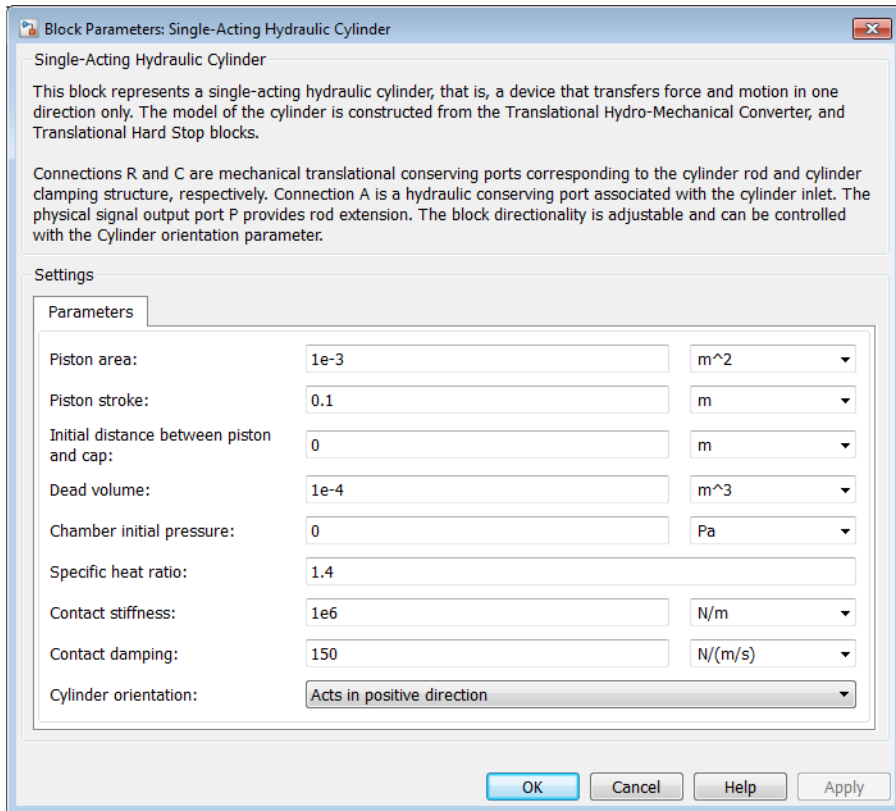 Block Parameters: Single-Acting Hydraulic Cylinder
Single-Acting Hydraulic Cylinder
This block represents a single-acting hydraulic cylinder, that is, a device that transfers force and motion in one
direction only. The model of the cylinder is constructed from the Translational Hydro-Mechanical Converter, and
Translational Hard Stop blocks.
Connections R and C are mechanical translational conserving ports corresponding to the cylinder rod and cylinder
clamping structure, respectively. Connection A is a hydraulic conserving port associated with the cylinder inlet. The
physical signal output port P provides rod extension. The block directionality is adjustable and can be controlled
with the Cylinder orientation parameter.
Settings
Parameters
Piston area: 1e-3 m^2
Piston stroke: 0.1 m
Initial distance between piston
and cap: 0 m
Dead volume: 1e-4 m^3
Chamber initial pressure: 0 Pa
Specific heat ratio: 1.4
Contact stiffness: 1e6 N/m
Contact damping: 150 N/(m/s)
Cylinder orientation: Acts in positive direction
OK Cancel Help Apply